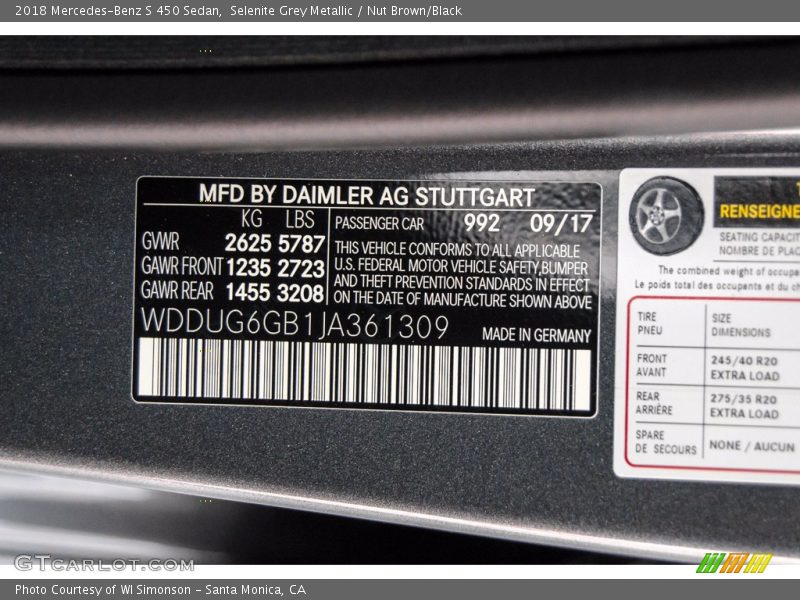 2018 Mercedes-Benz S 450 Sedan, Selenite Grey Metallic / Nut Brown/Black
MFD BY DAIMLER AG STUTTGART
KG LBS
GVWR 2625 5787
GAWR FRONT 1235 2723
GAWR REAR 1455 3208
PASSENGER CAR 992 09/17
THIS VEHICLE CONFORMS TO ALL APPLICABLE
U.S. FEDERAL MOTOR VEHICLE SAFETY, BUMPER
AND THEFT PREVENTION STANDARDS IN EFFECT
ON THE DATE OF MANUFACTURE SHOWN ABOVE
WDDUG6GB1JA361309
MADE IN GERMANY
RENSEIGNE
SEATING CAPACIT
NOMBRE DE PLAC
The combined weight of occupa
Le poids total des occupants et du ch
TIRE SIZE
PNEU DIMENSIONS
FRONT 245/40 R20
AVANT EXTRA LOAD
REAR 275/35 R20
ARRIÈRE EXTRA LOAD
SPARE NONE / AUCUN
DE SECOURS
GTCARLOT.COM
Photo Courtesy of WI Simonson - Santa Monica, CA